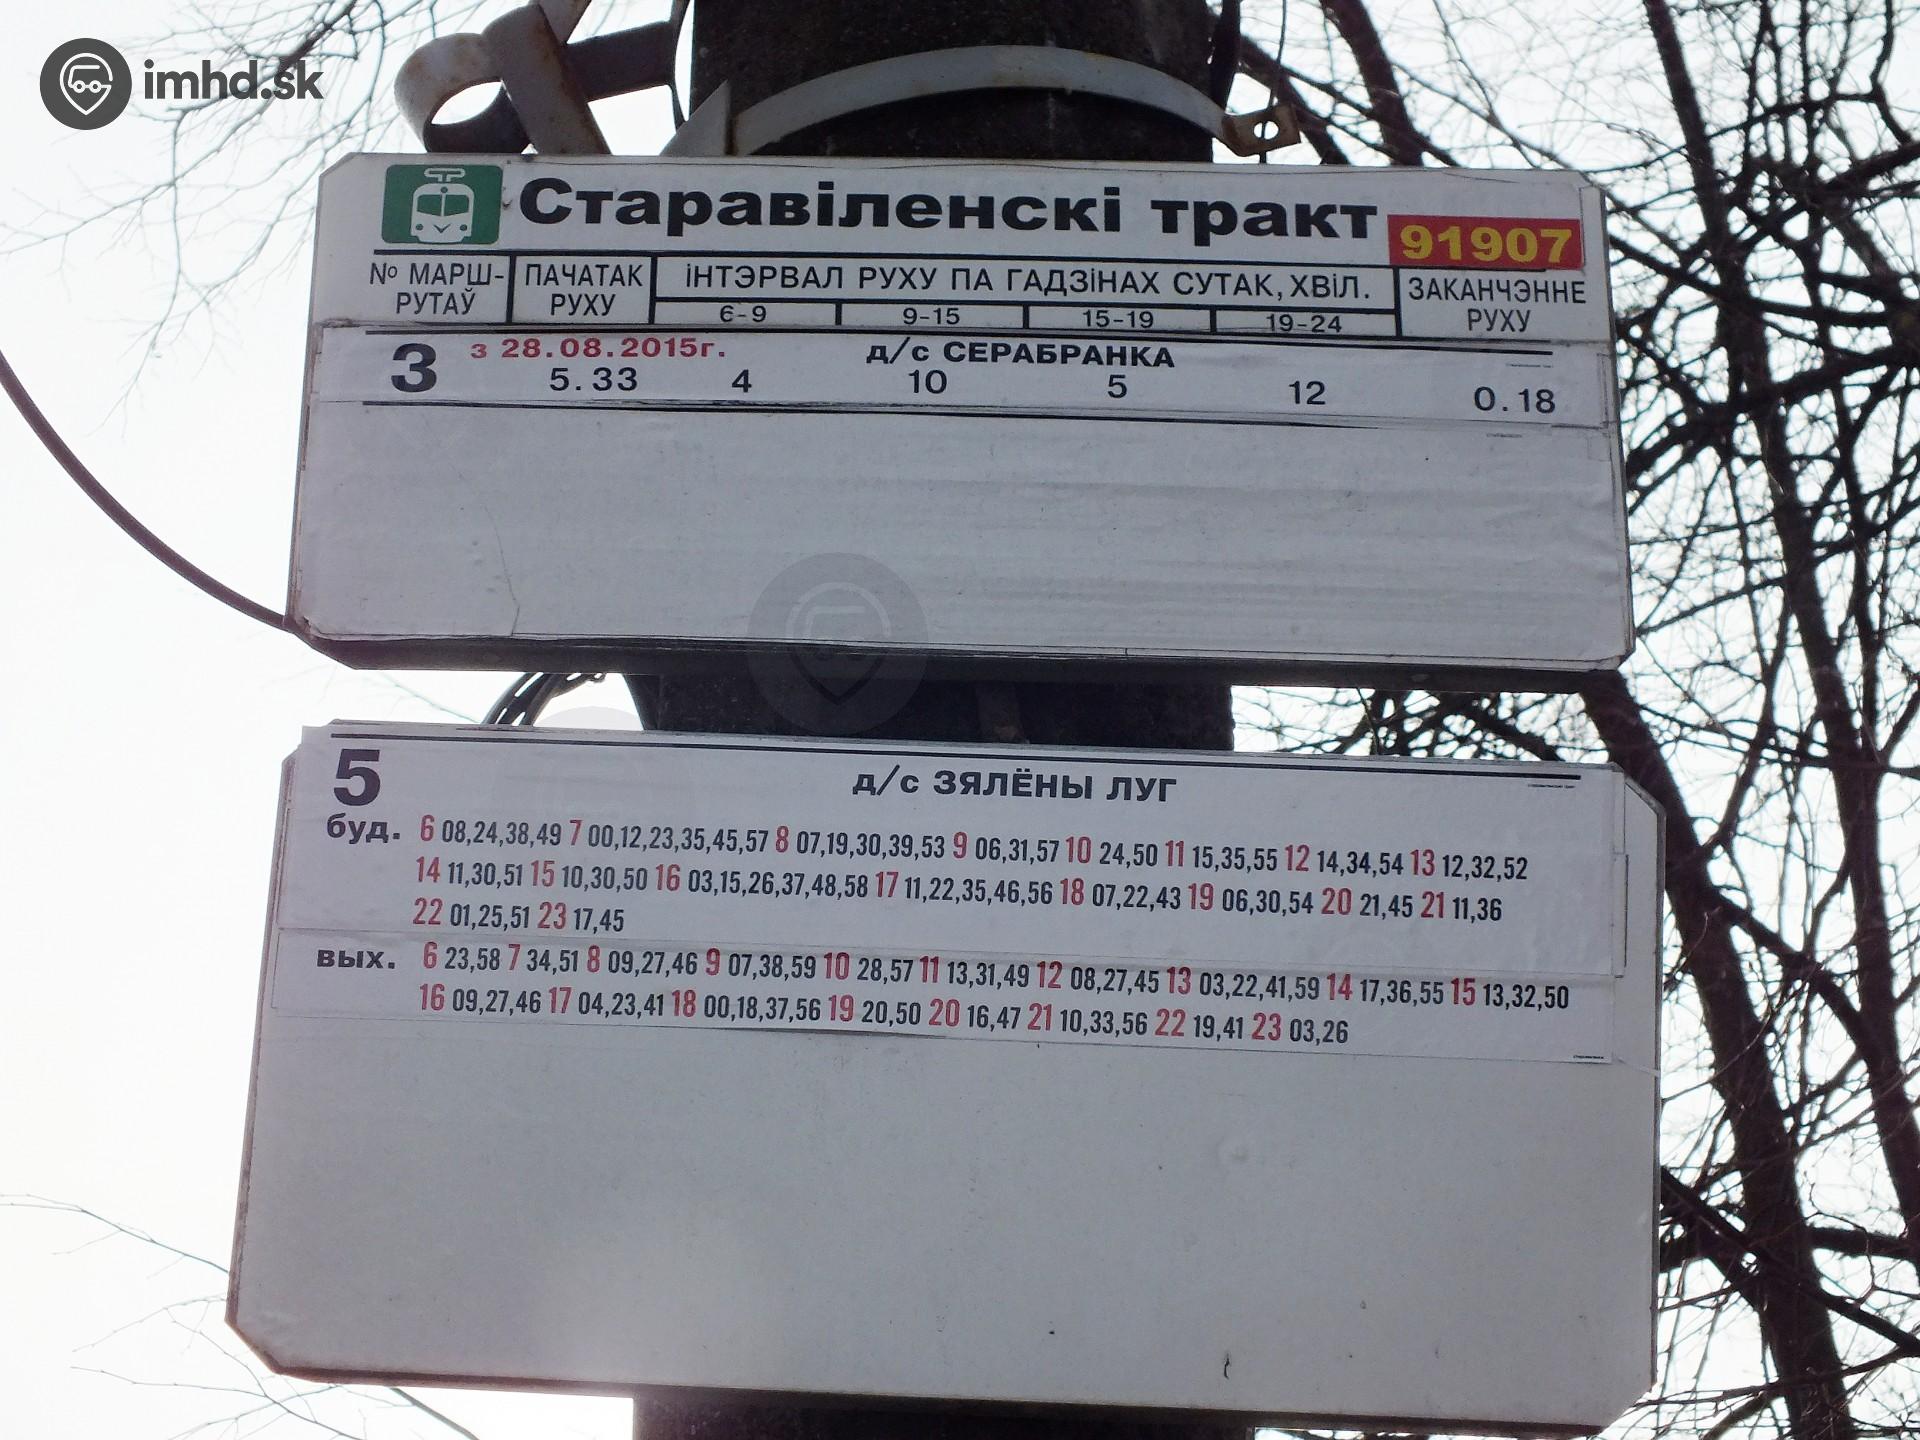 imhd.sk
Старавіленскі тракт 91907
№ МАРШ-РУТАЎ ПАЧАТАК РУХУ ІНТЭРВАЛ РУХУ ПА ГАДЗІНАХ СУТАК, ХВІЛ. ЗАКАНЧЭННЕ РУХУ
6-9 9-15 15-19 19-24
з 28.08.2015г. д/с СЕРАБРАНКА
3 5.33 4 10 5 12 0.18
5 д/с ЗЯЛЁНЫ ЛУГ
буд. 6 08,24,38,49 7 00,12,23,35,45,57 8 07,19,30,39,53 9 06,31,57 10 24,50 11 15,35,55 12 14,34,54 13 12,32,52
14 11,30,51 15 10,30,50 16 03,15,26,37,48,58 17 11,22,35,46,56 18 07,22,43 19 06,30,54 20 21,45 21 11,36
22 01,25,51 23 17,45
вых. 6 23,58 7 34,51 8 09,27,46 9 07,38,59 10 28,57 11 13,31,49 12 08,27,45 13 03,22,41,59 14 17,36,55 15 13,32,50
16 09,27,46 17 04,23,41 18 00,18,37,56 19 20,50 20 16,47 21 10,33,56 22 19,41 23 03,26